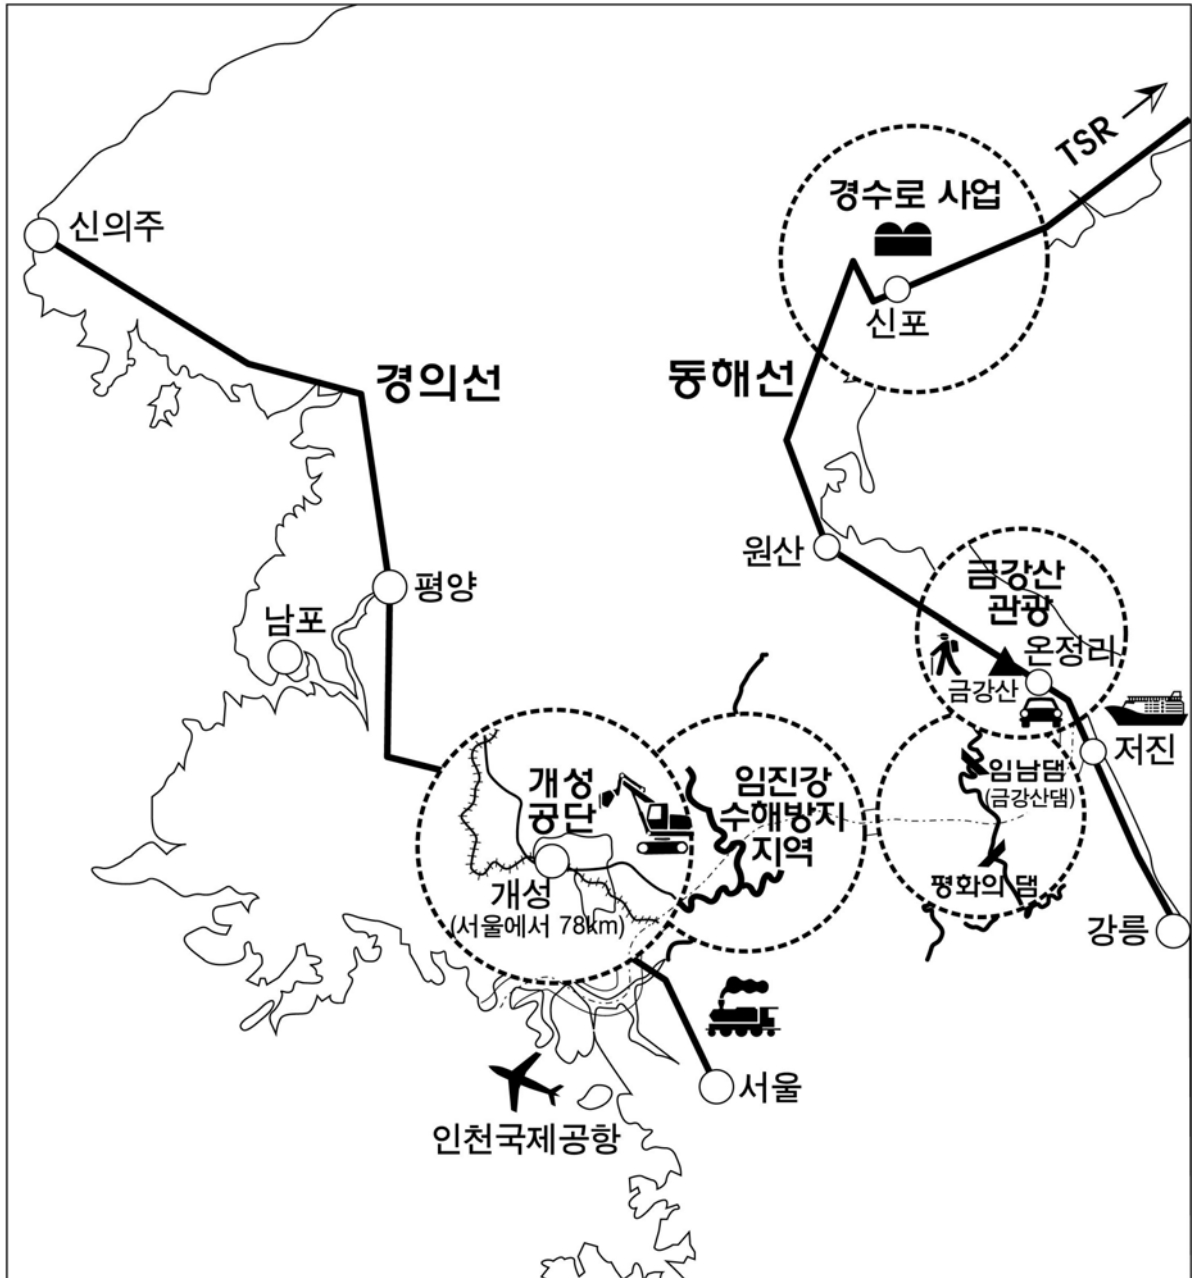 TSR
경수로 사업
신포
신의주
경의선
동해선
원산
평양
남포
금강산
관광
온정리
금강산
저진
임남댐
(금강산댐)
평화의 댐
강릉
개성
공단
개성
(서울에서 78km)
임진강
수해방지
지역
서울
인천국제공항